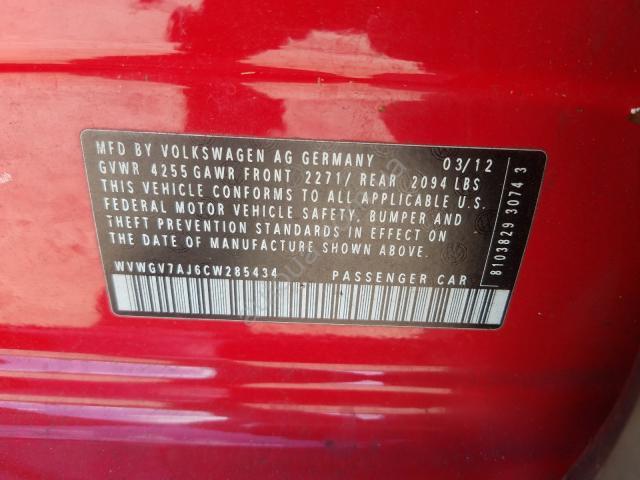 MFD BY VOLKSWAGEN AG GERMANY 03/12
GVWR 4255 GAWR FRONT 2271/ REAR 2094 LBS
THIS VEHICLE CONFORMS TO ALL APPLICABLE U.S.
FEDERAL MOTOR VEHICLE SAFETY, BUMPER AND
THEFT PREVENTION STANDARDS IN EFFECT ON
THE DATE OF MANUFACTURE SHOWN ABOVE.
WVWGV7AJ6CW285434 PASSENGER CAR
8103829 3074 3